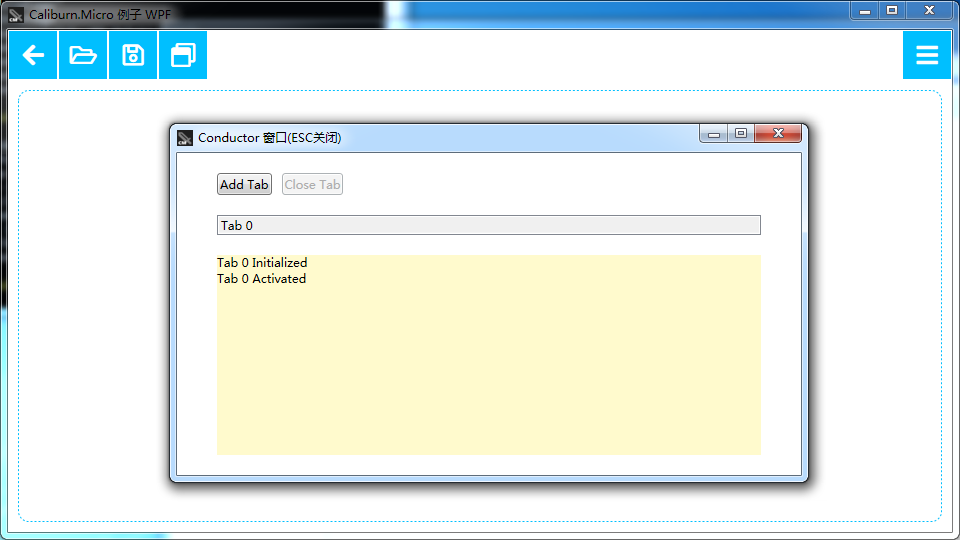 Caliburn.Micro 例子 WPF
Conductor 窗口(ESC关闭)
Add Tab
Close Tab
Tab 0
Tab 0 Initialized
Tab 0 Activated